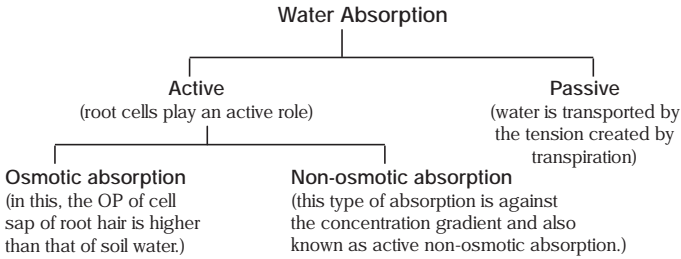 Water Absorption
Active
(root cells play an active role)
Passive
(water is transported by
the tension created by
transpiration)
Osmotic absorption
(in this, the OP of cell
sap of root hair is higher
than that of soil water.)
Non-osmotic absorption
(this type of absorption is against
the concentration gradient and also
known as active non-osmotic absorption.)